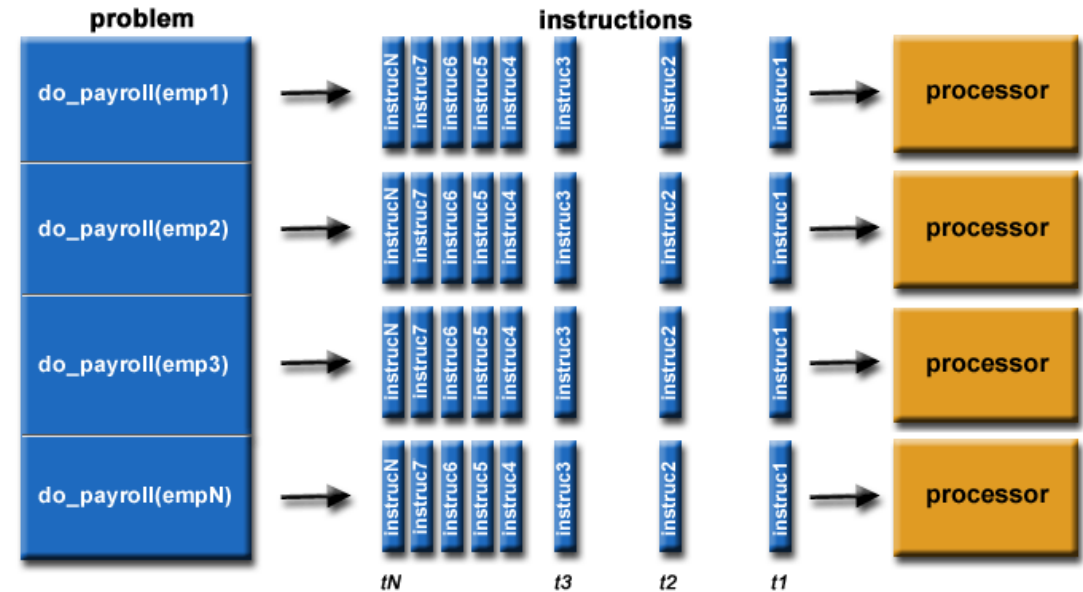 problem
instructions
do_payroll(emp1)
instrucN
instruc7
instruc6
instruc5
instruc4
instruc3
instruc2
instruc1
processor
do_payroll(emp2)
instrucN
instruc7
instruc6
instruc5
instruc4
instruc3
instruc2
instruc1
processor
do_payroll(emp3)
instrucN
instruc7
instruc6
instruc5
instruc4
instruc3
instruc2
instruc1
processor
do_payroll(empN)
instrucN
instruc7
instruc6
instruc5
instruc4
instruc3
instruc2
instruc1
processor
tN
t3
t2
t1